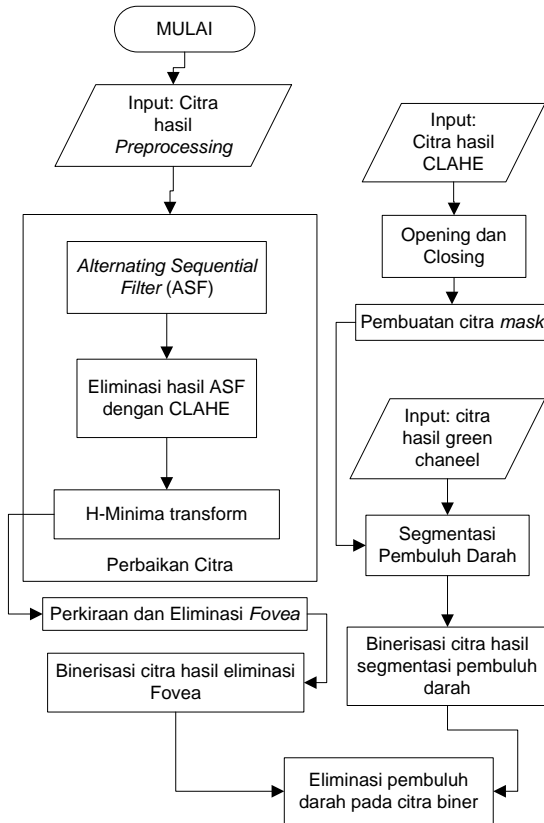 MULAI
Input: Citra
hasil
Preprocessing
Alternating Sequential
Filter (ASF)
Eliminasi hasil ASF
dengan CLAHE
H-Minima transform
Perbaikan Citra
Perkiraan dan Eliminasi Fovea
Binerisasi citra hasil eliminasi
Fovea
Input:
Citra hasil
CLAHE
Opening dan
Closing
Pembuatan citra mask
Input: citra
hasil green
chaneel
Segmentasi
Pembuluh Darah
Binerisasi citra hasil
segmentasi pembuluh
darah
Eliminasi pembuluh
darah pada citra biner